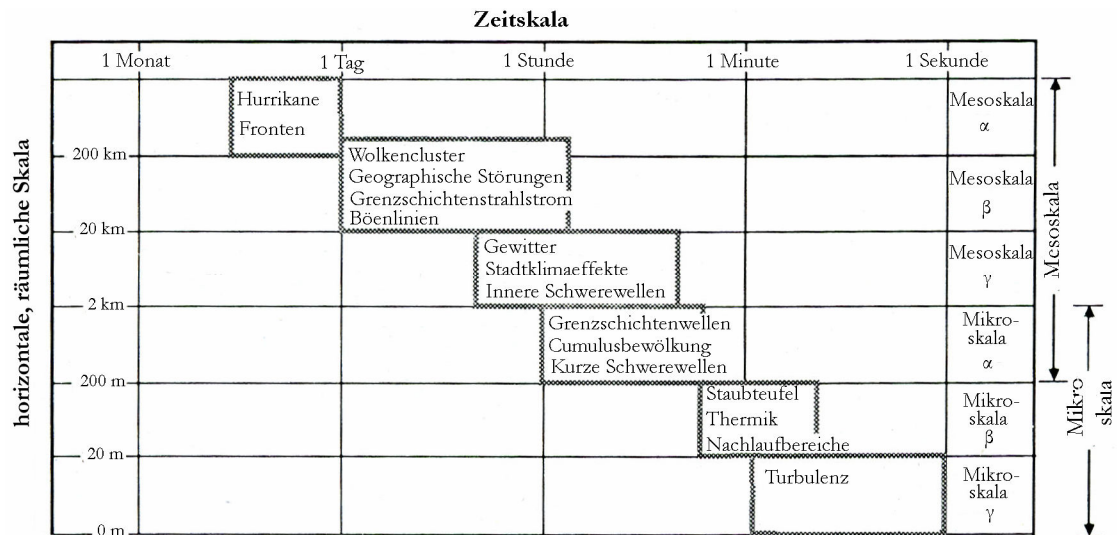 Zeitskala
1 Monat
1 Tag
1 Stunde
1 Minute
1 Sekunde
horizontale, räumliche Skala
Hurrikane
Fronten
Mesoskala
α
200 km
Wolkencluster
Geographische Störungen
Grenzschichtenstrahlstrom
Böenlinien
Mesoskala
β
20 km
Gewitter
Stadtklimaeffekte
Innere Schwerewellen
Mesoskala
γ
2 km
Grenzschichtenwellen
Cumulusbewölkung
Kurze Schwerewellen
Mikro-
skala
α
200 m
Staubteufel
Thermik
Nachlaufbereiche
Mikro-
skala
β
20 m
Turbulenz
Mikro-
skala
γ
0 m
Mesoskala
Mikro
skala